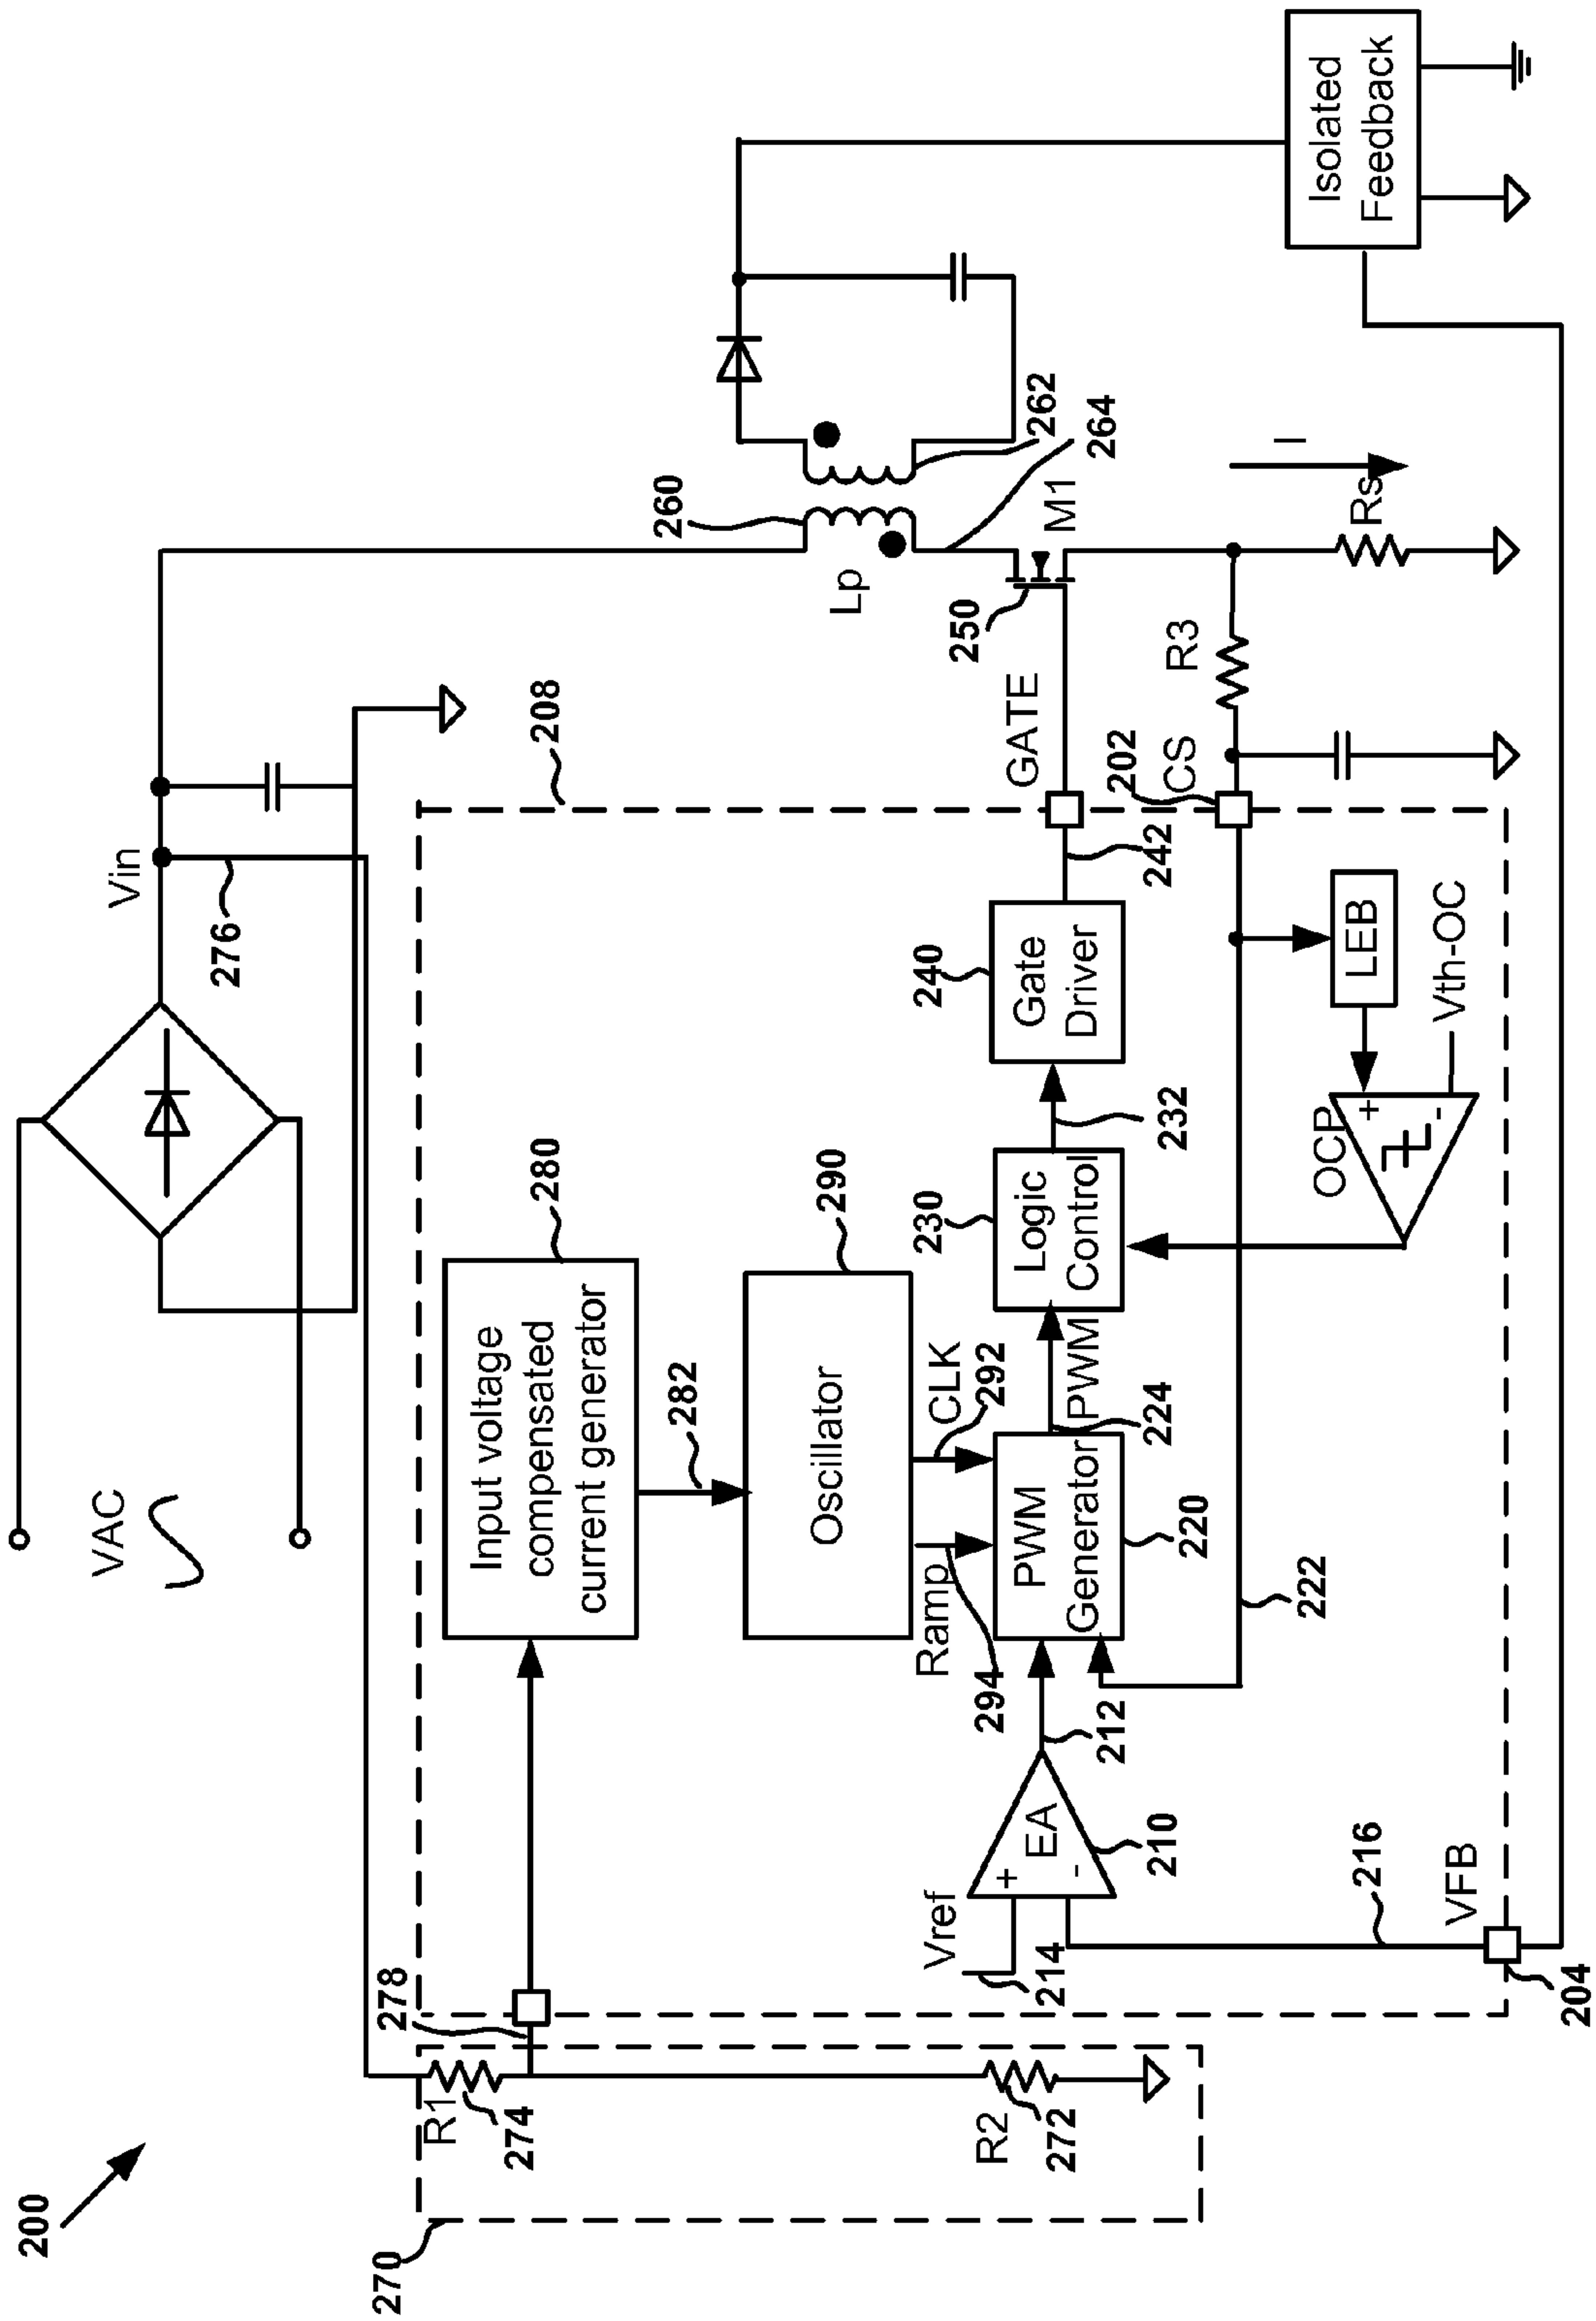 200
VAC
Vin
276
270
R1
274
278
R2
272
Input voltage
compensated
current generator
280
208
282
Oscillator
290
Ramp
294
CLK
292
Vref
214
+
-
EA
210
212
PWM
Generator
220
PWM
224
Logic
Control
230
232
Gate
Driver
240
242
GATE
250
M1
Lp
260
262
264
I
Rs
R3
CS
202
222
LEB
Vth-OC
OCP
+
-
216
VFB
204
Isolated
Feedback